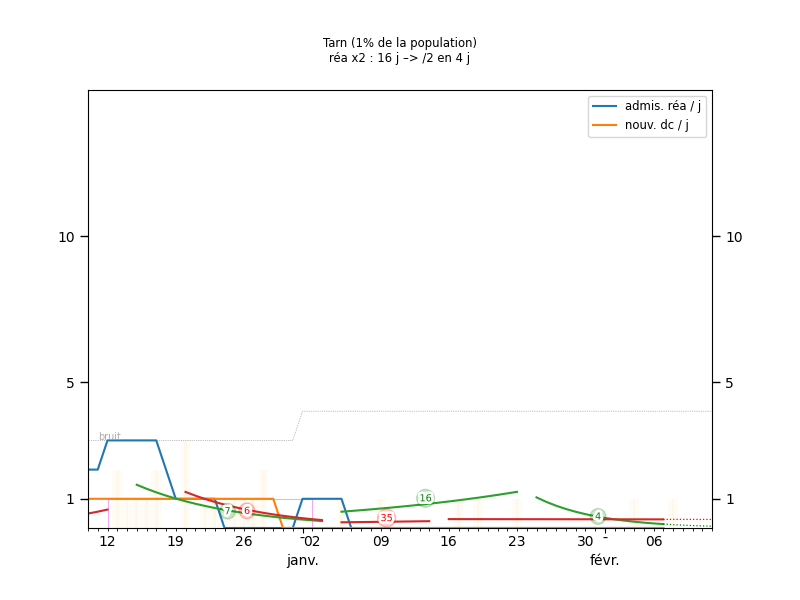 Tarn (1% de la population)
réa x2 : 16 j –> /2 en 4 j
admis. réa / j
nouv. dc / j
10
10
5
5
bruit
1
1
7
6
35
16
4
12
19
26
02
09
16
23
30
06
janv.
févr.